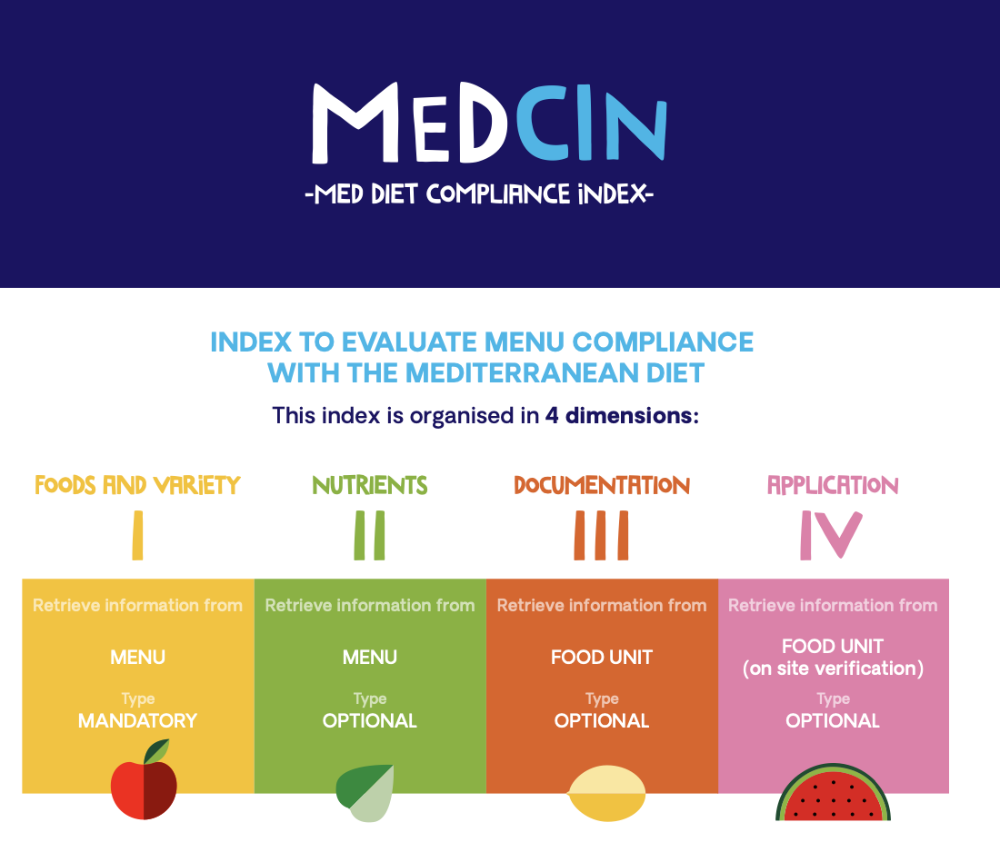 MEDCIN
-MED DIET COMPLIANCE iNDEX-
INDEX TO EVALUATE MENU COMPLIANCE
WITH THE MEDITERRANEAN DIET
This index is organised in 4 dimensions:
FOODS AND VARiETY
I
Retrieve information from
MENU
Type
MANDATORY
NUTRIENTS
II
Retrieve information from
MENU
Type
OPTIONAL
DOCUMENTATION
III
Retrieve information from
FOOD UNIT
Type
OPTIONAL
APPLICATION
IV
Retrieve information from
FOOD UNIT
(on site verification)
Type
OPTIONAL